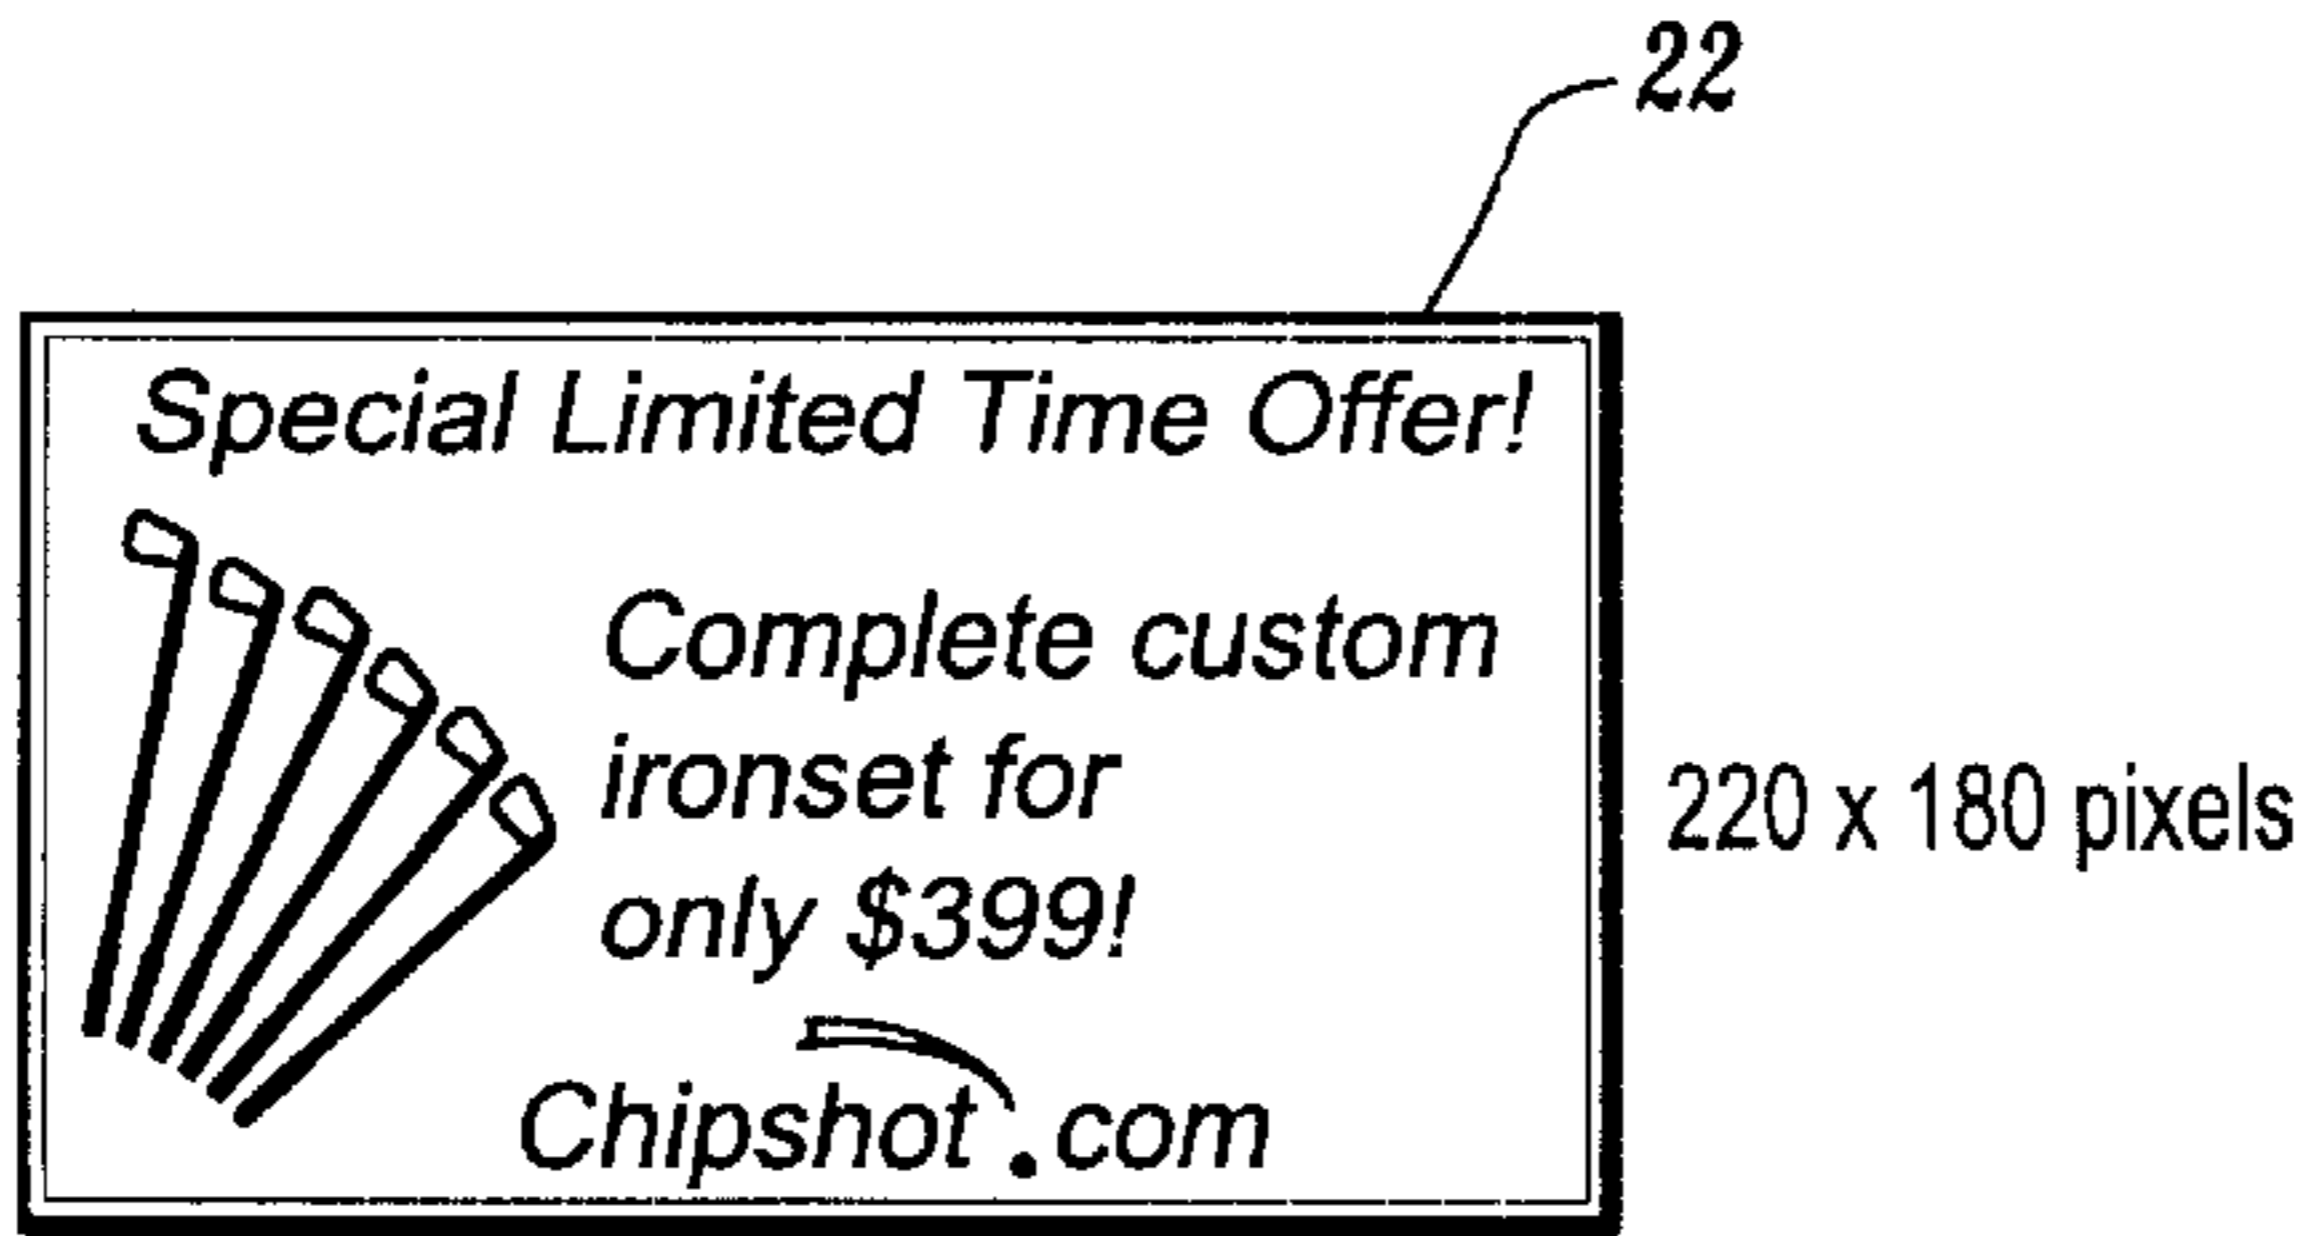 22
Special Limited Time Offer!
Complete custom
ironset for
only $399!
220 x 180 pixels
Chipshot.com